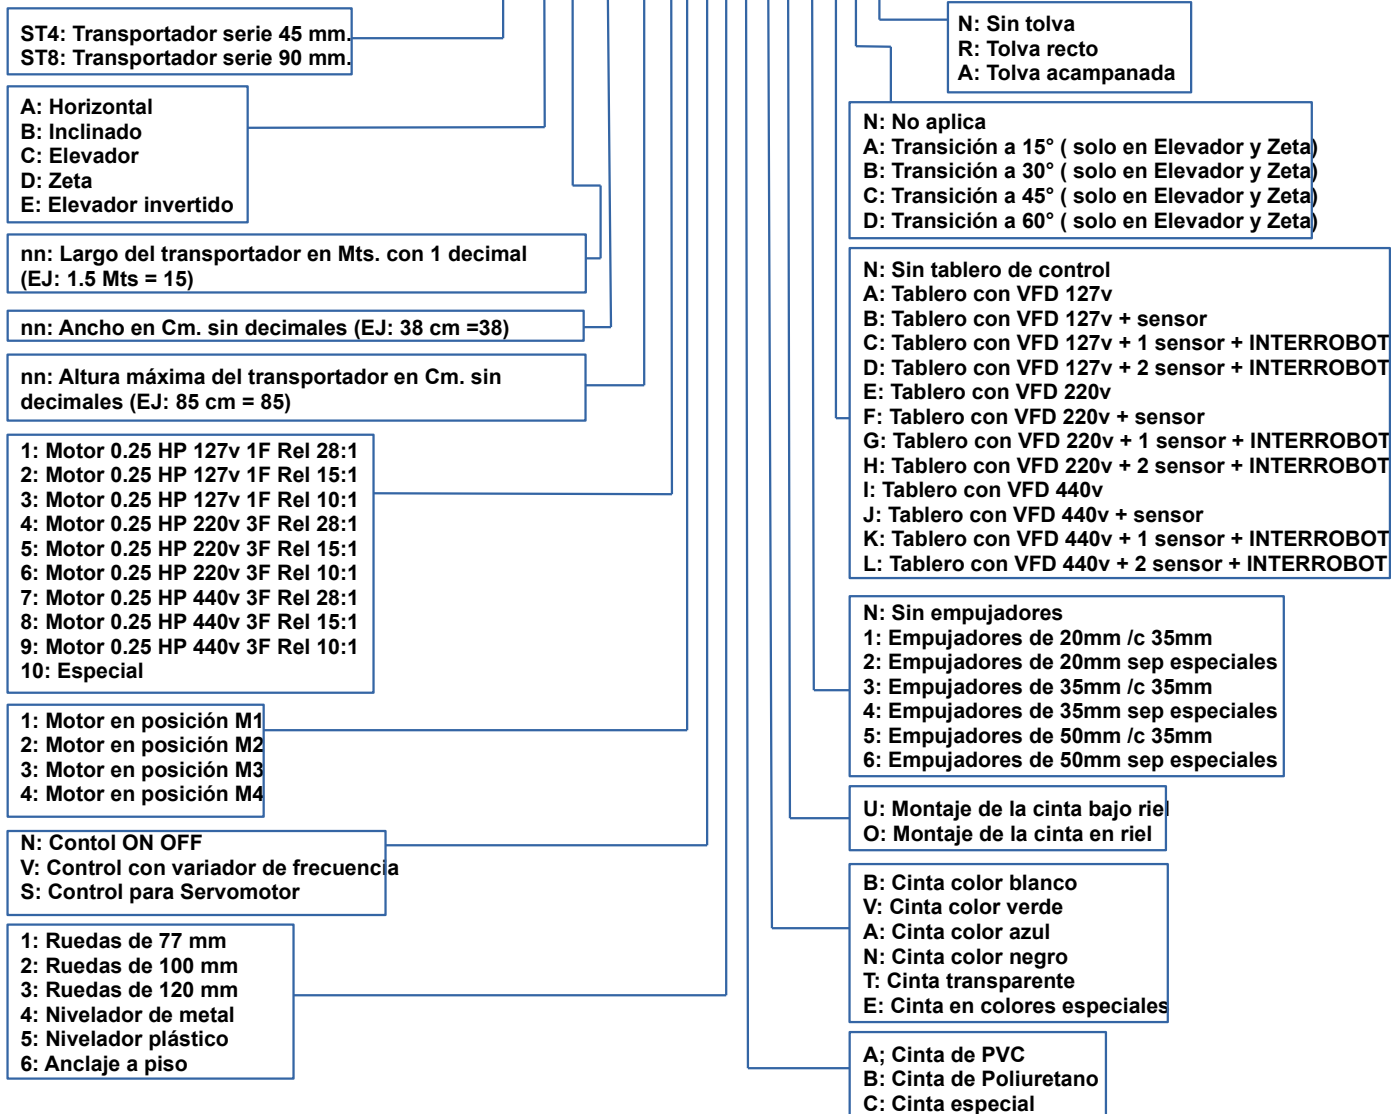 ST4: Transportador serie 45 mm.
ST8: Transportador serie 90 mm.
A: Horizontal
B: Inclinado
C: Elevador
D: Zeta
E: Elevador invertido
nn: Largo del transportador en Mts. con 1 decimal
(EJ: 1.5 Mts = 15)
nn: Ancho en Cm. sin decimales (EJ: 38 cm =38)
nn: Altura máxima del transportador en Cm. sin
decimales (EJ: 85 cm = 85)
1: Motor 0.25 HP 127v 1F Rel 28:1
2: Motor 0.25 HP 127v 1F Rel 15:1
3: Motor 0.25 HP 127v 1F Rel 10:1
4: Motor 0.25 HP 220v 3F Rel 28:1
5: Motor 0.25 HP 220v 3F Rel 15:1
6: Motor 0.25 HP 220v 3F Rel 10:1
7: Motor 0.25 HP 440v 3F Rel 28:1
8: Motor 0.25 HP 440v 3F Rel 15:1
9: Motor 0.25 HP 440v 3F Rel 10:1
10: Especial
1: Motor en posición M1
2: Motor en posición M2
3: Motor en posición M3
4: Motor en posición M4
N: Contol ON OFF
V: Control con variador de frecuencia
S: Control para Servomotor
1: Ruedas de 77 mm
2: Ruedas de 100 mm
3: Ruedas de 120 mm
4: Nivelador de metal
5: Nivelador plástico
6: Anclaje a piso
N: Sin tolva
R: Tolva recto
A: Tolva acampanada
N: No aplica
A: Transición a 15° ( solo en Elevador y Zeta)
B: Transición a 30° ( solo en Elevador y Zeta)
C: Transición a 45° ( solo en Elevador y Zeta)
D: Transición a 60° ( solo en Elevador y Zeta)
N: Sin tablero de control
A: Tablero con VFD 127v
B: Tablero con VFD 127v + sensor
C: Tablero con VFD 127v + 1 sensor + INTERROBOT
D: Tablero con VFD 127v + 2 sensor + INTERROBOT
E: Tablero con VFD 220v
F: Tablero con VFD 220v + sensor
G: Tablero con VFD 220v + 1 sensor + INTERROBOT
H: Tablero con VFD 220v + 2 sensor + INTERROBOT
I: Tablero con VFD 440v
J: Tablero con VFD 440v + sensor
K: Tablero con VFD 440v + 1 sensor + INTERROBOT
L: Tablero con VFD 440v + 2 sensor + INTERROBOT
N: Sin empujadores
1: Empujadores de 20mm /c 35mm
2: Empujadores de 20mm sep especiales
3: Empujadores de 35mm /c 35mm
4: Empujadores de 35mm sep especiales
5: Empujadores de 50mm /c 35mm
6: Empujadores de 50mm sep especiales
U: Montaje de la cinta bajo riel
O: Montaje de la cinta en riel
B: Cinta color blanco
V: Cinta color verde
A: Cinta color azul
N: Cinta color negro
T: Cinta transparente
E: Cinta en colores especiales
A; Cinta de PVC
B: Cinta de Poliuretano
C: Cinta especial